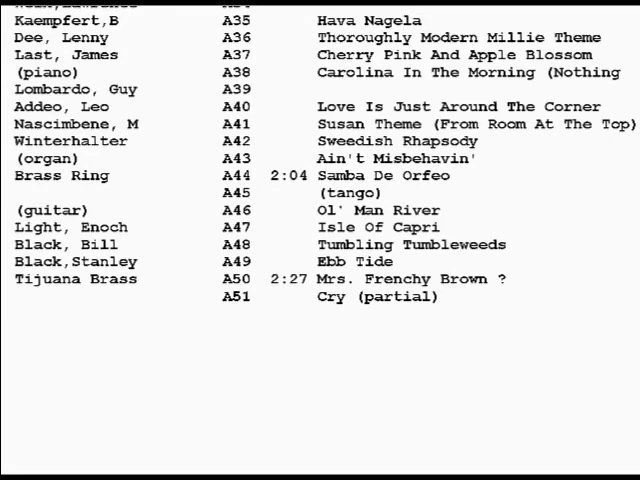 Kaempfert,B A35 Hava Nagela
Dee, Lenny A36 Thoroughly Modern Millie Theme
Last, James A37 Cherry Pink And Apple Blossom
(piano) A38 Carolina In The Morning (Nothing
Lombardo, Guy A39
Addeo, Leo A40 Love Is Just Around The Corner
Nascimbene, M A41 Susan Theme (From Room At The Top)
Winterhalter A42 Sweedish Rhapsody
(organ) A43 Ain't Misbehavin'
Brass Ring A44 2:04 Samba De Orfeo
A45 (tango)
(guitar) A46 Ol' Man River
Light, Enoch A47 Isle Of Capri
Black, Bill A48 Tumbling Tumbleweeds
Black,Stanley A49 Ebb Tide
Tijuana Brass A50 2:27 Mrs. Frenchy Brown ?
A51 Cry (partial)